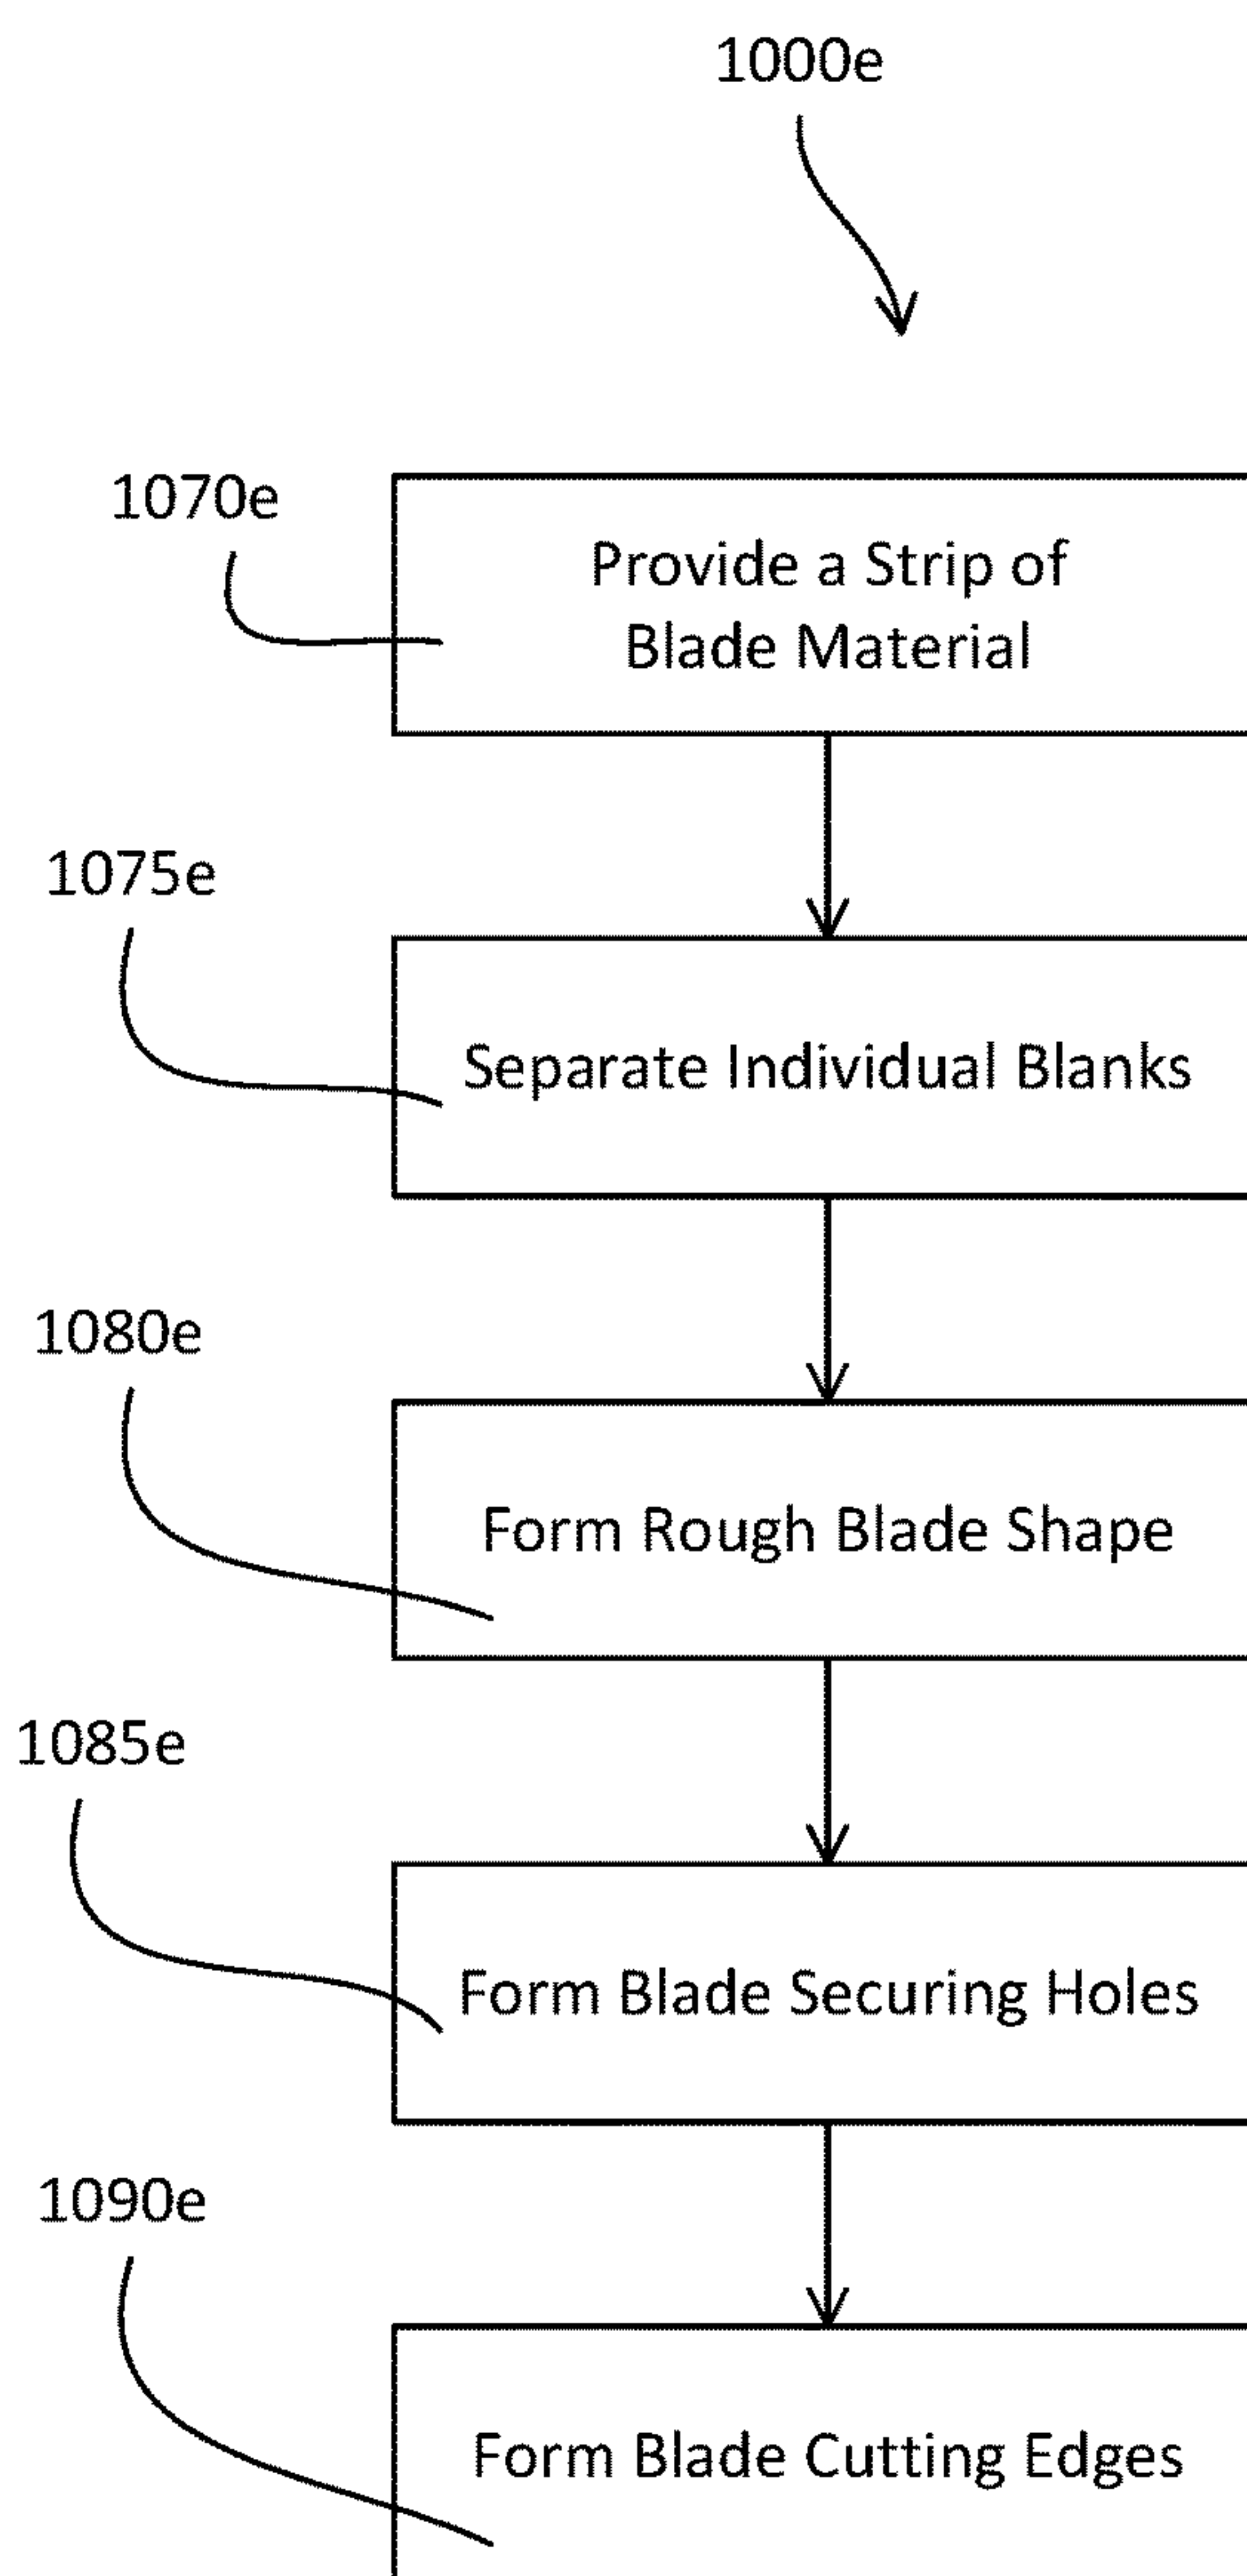 1000e
1070e
Provide a Strip of
Blade Material
1075e
Separate Individual Blanks
1080e
Form Rough Blade Shape
1085e
Form Blade Securing Holes
1090e
Form Blade Cutting Edges